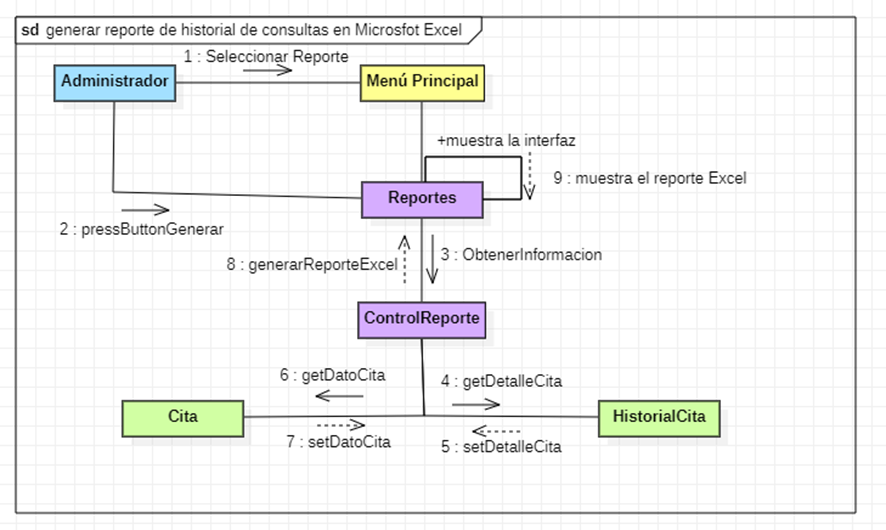 sd generar reporte de historial de consultas en Microsfot Excel
1 : Seleccionar Reporte
Administrador
Menú Principal
+muestra la interfaz
9 : muestra el reporte Excel
Reportes
2 : pressButtonGenerar
3 : ObtenerInformacion
8 : generarReporteExcel
ControlReporte
6 : getDatoCita
4 : getDetalleCita
Cita
HistorialCita
7 : setDatoCita
5 : setDetalleCita